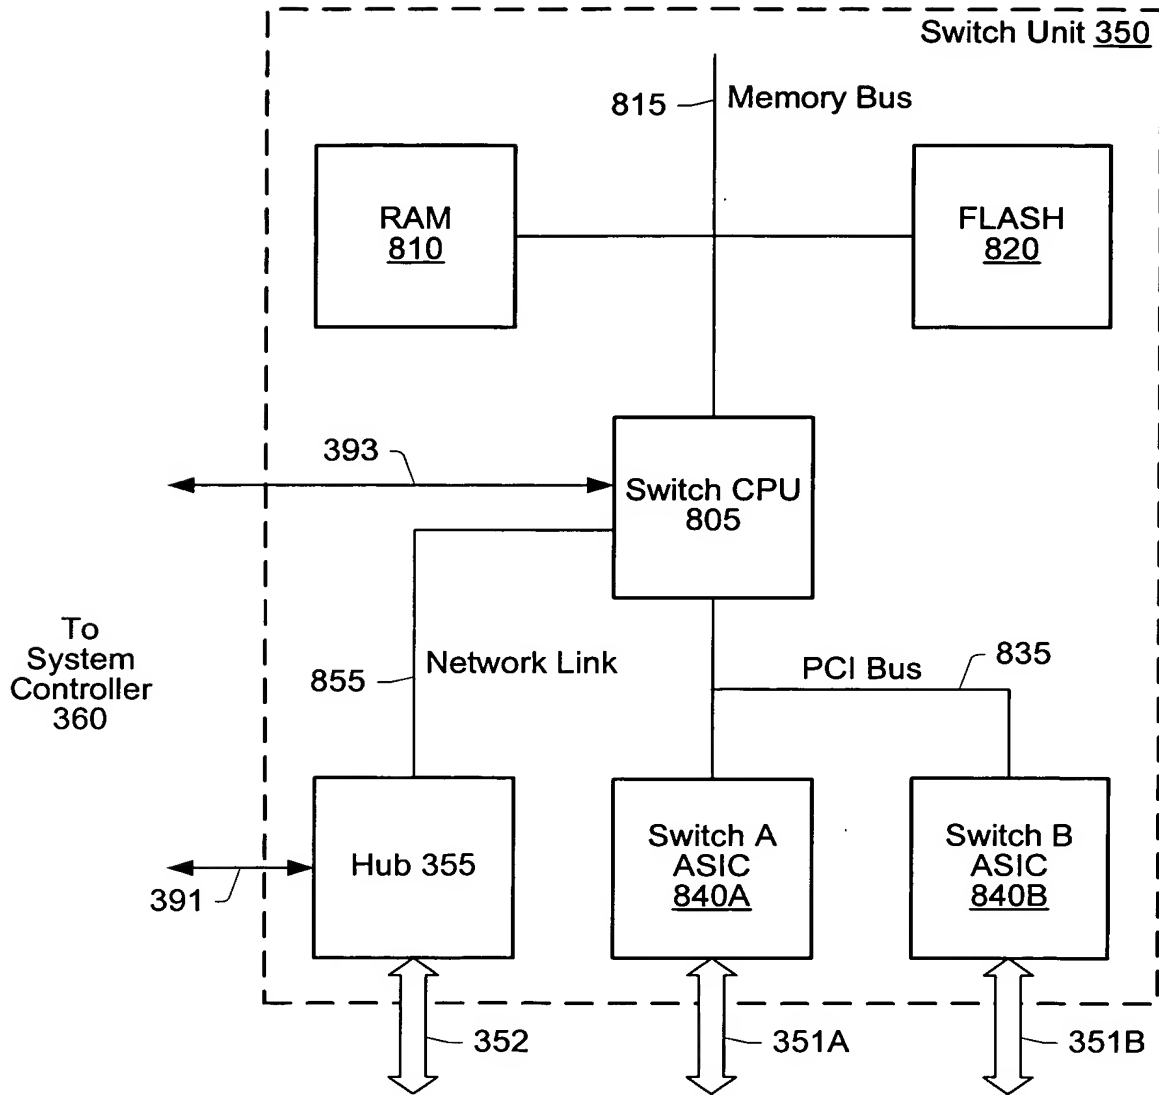 Switch Unit 350
815
Memory Bus
RAM
810
FLASH
820
393
Switch CPU
805
To
System
Controller
360
855
Network Link
PCI Bus
835
Hub 355
Switch A
ASIC
840A
Switch B
ASIC
840B
391
352
351A
351B